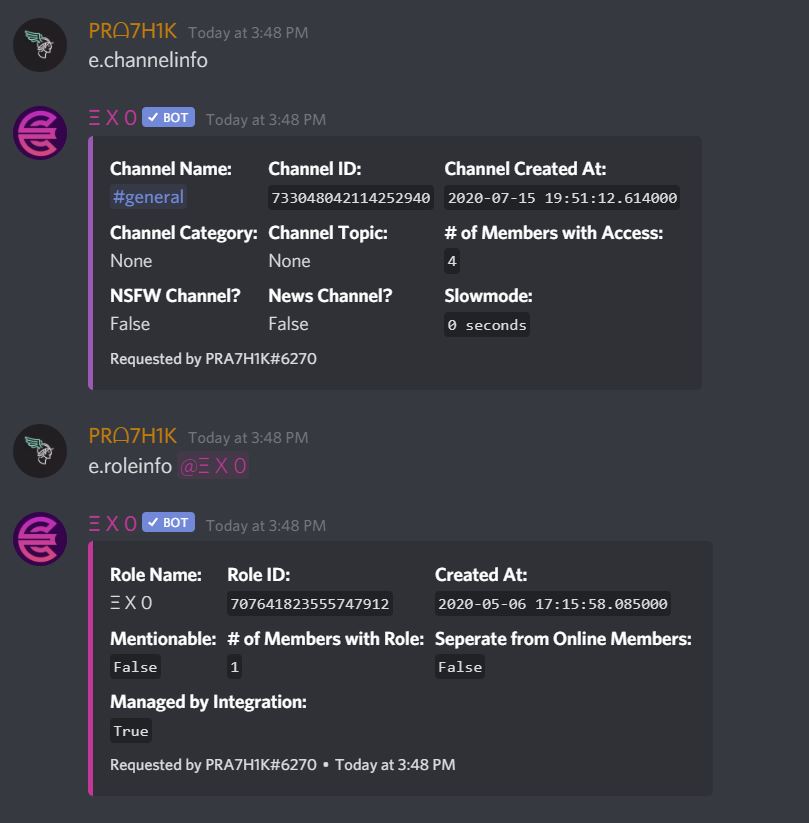 PRᗝ7H1K Today at 3:48 PM
e.channelinfo
Ξ X 0 ✓ BOT Today at 3:48 PM
Channel Name: Channel ID: Channel Created At:
#general 733048042114252940 2020-07-15 19:51:12.614000
Channel Category: Channel Topic: # of Members with Access:
None None 4
NSFW Channel? News Channel? Slowmode:
False False 0 seconds
Requested by PRA7H1K#6270
PRᗝ7H1K Today at 3:48 PM
e.roleinfo @Ξ X 0
Ξ X 0 ✓ BOT Today at 3:48 PM
Role Name: Role ID: Created At:
Ξ X 0 707641823555747912 2020-05-06 17:15:58.085000
Mentionable: # of Members with Role: Seperate from Online Members:
False 1 False
Managed by Integration:
True
Requested by PRA7H1K#6270 • Today at 3:48 PM